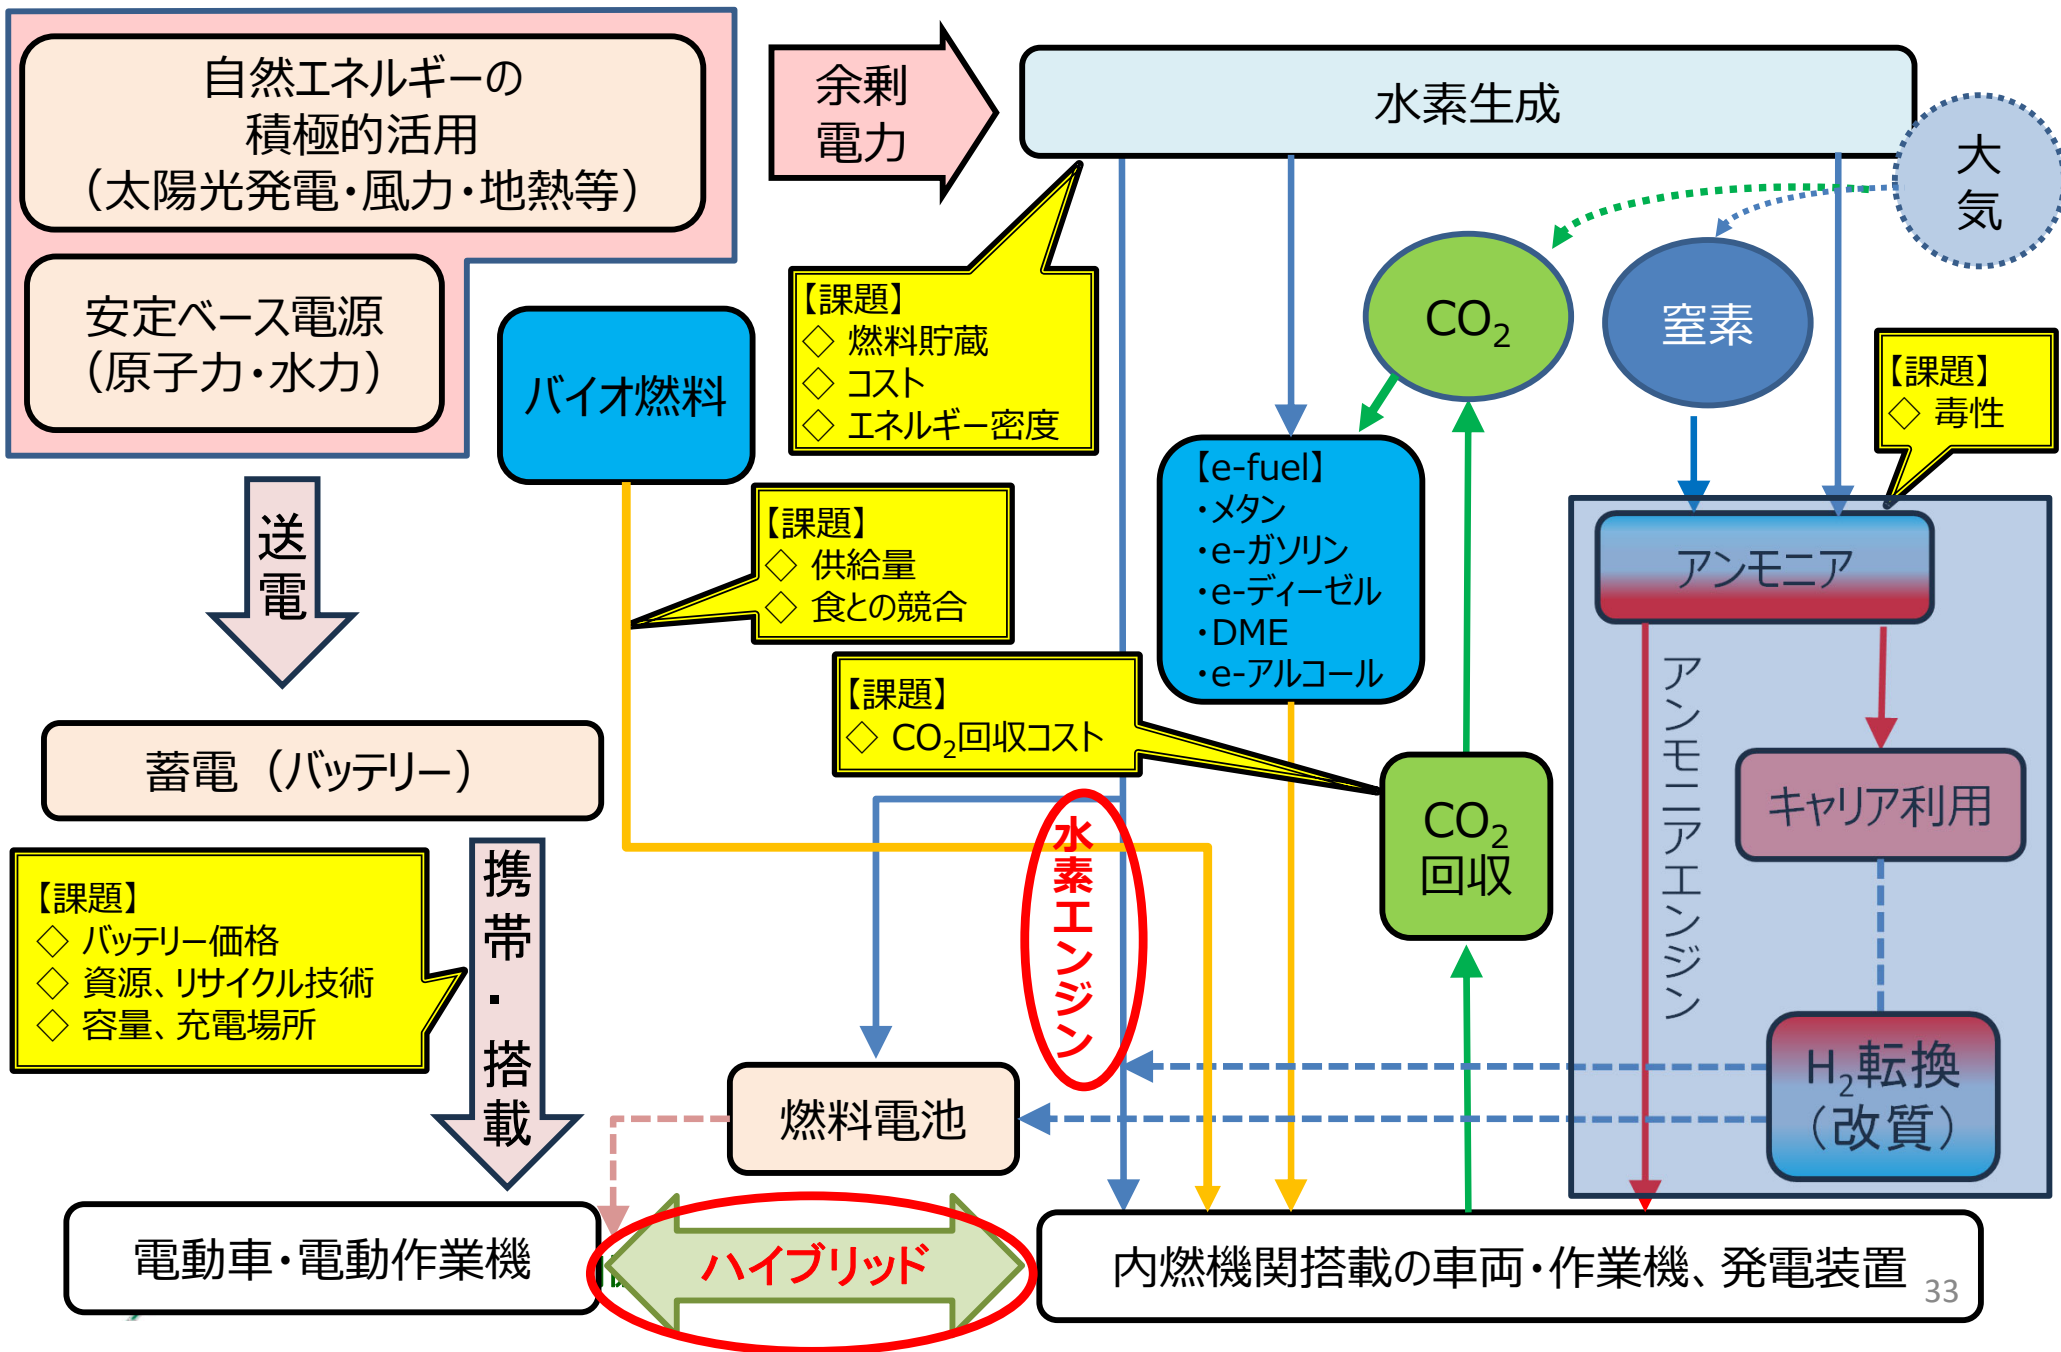 自然エネルギーの
積極的活用
（太陽光発電・風力・地熱等）
安定ベース電源
（原子力・水力）
余剰
電力
水素生成
大
気
CO₂
窒素
バイオ燃料
【課題】
◇ 燃料貯蔵
◇ コスト
◇ エネルギー密度
【課題】
◇ 毒性
送
電
【課題】
◇ 供給量
◇ 食との競合
【e-fuel】
・メタン
・e-ガソリン
・e-ディーゼル
・DME
・e-アルコール
アンモニア
アンモニアエンジン
キャリア利用
【課題】
◇ CO₂回収コスト
CO₂
回収
蓄電（バッテリー）
【課題】
◇ バッテリー価格
◇ 資源、リサイクル技術
◇ 容量、充電場所
携帯・搭載
水素エンジン
燃料電池
H₂転換
（改質）
電動車・電動作業機
ハイブリッド
内燃機関搭載の車両・作業機、発電装置
33